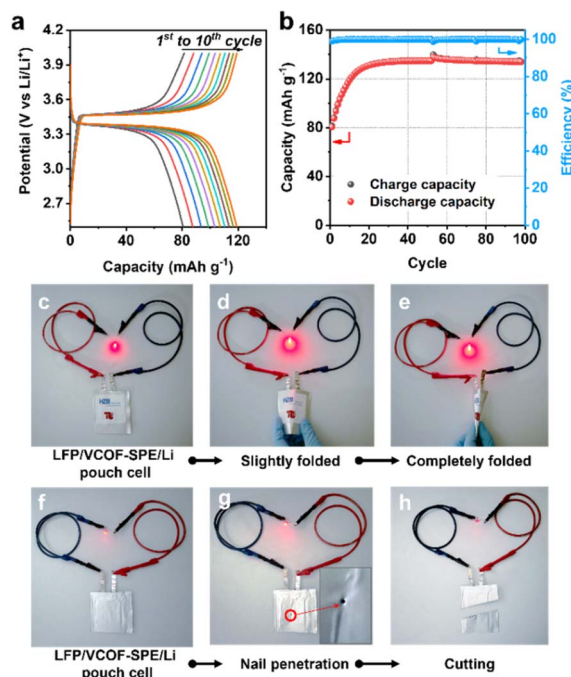 a
1st to 10th cycle
Potential (V vs Li/Li⁺)
4.2
3.9
3.6
3.3
3.0
2.7
0 40 80 120
Capacity (mAh g⁻¹)
b
Capacity (mAh g⁻¹)
160
120
80
40
0
100
80
60
40
20
0
Efficiency (%)
Charge capacity
Discharge capacity
0 20 40 60 80 100
Cycle
c
d
e
LFP/VCOF-SPE/Li
pouch cell
Slightly folded
Completely folded
f
g
h
LFP/VCOF-SPE/Li
pouch cell
Nail penetration
Cutting